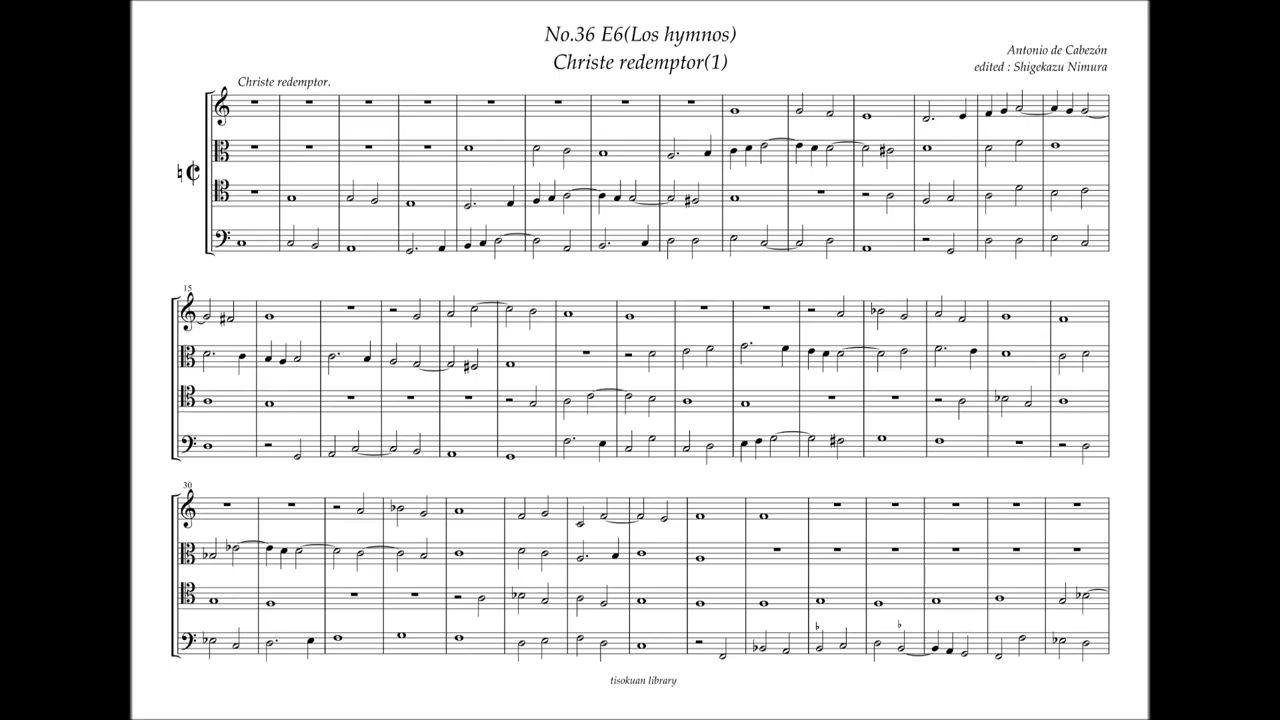 No.36 E6(Los hymnos)
Christe redemptor(1)
Antonio de Cabezón
edited : Shigekazu Nimura
Christe redemptor.
15
30
tisokuan library